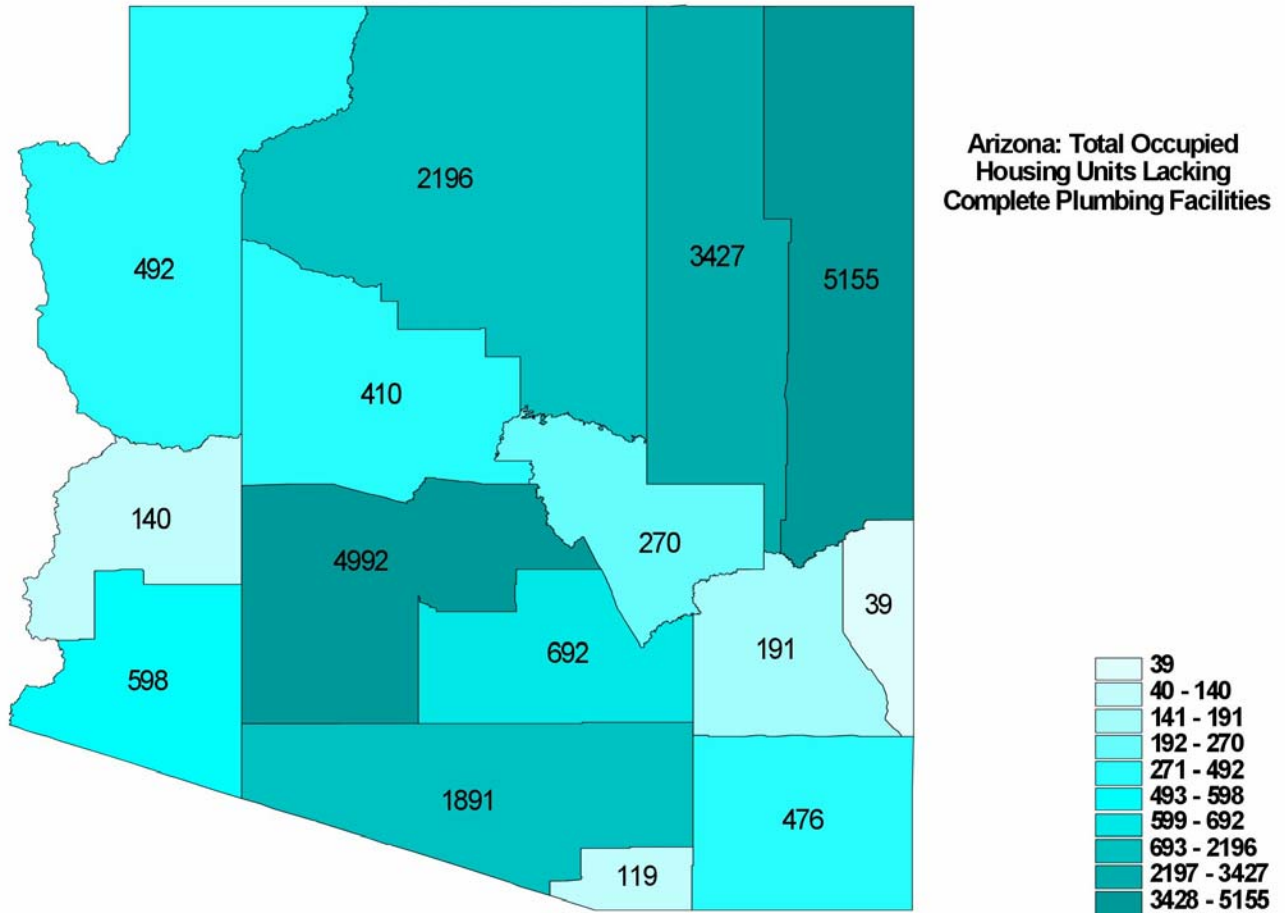 Arizona: Total Occupied
Housing Units Lacking
Complete Plumbing Facilities
2196
492
3427
5155
410
140
4992
270
39
692
191
598
1891
476
119
39
40 - 140
141 - 191
192 - 270
271 - 492
493 - 598
599 - 692
693 - 2196
2197 - 3427
3428 - 5155